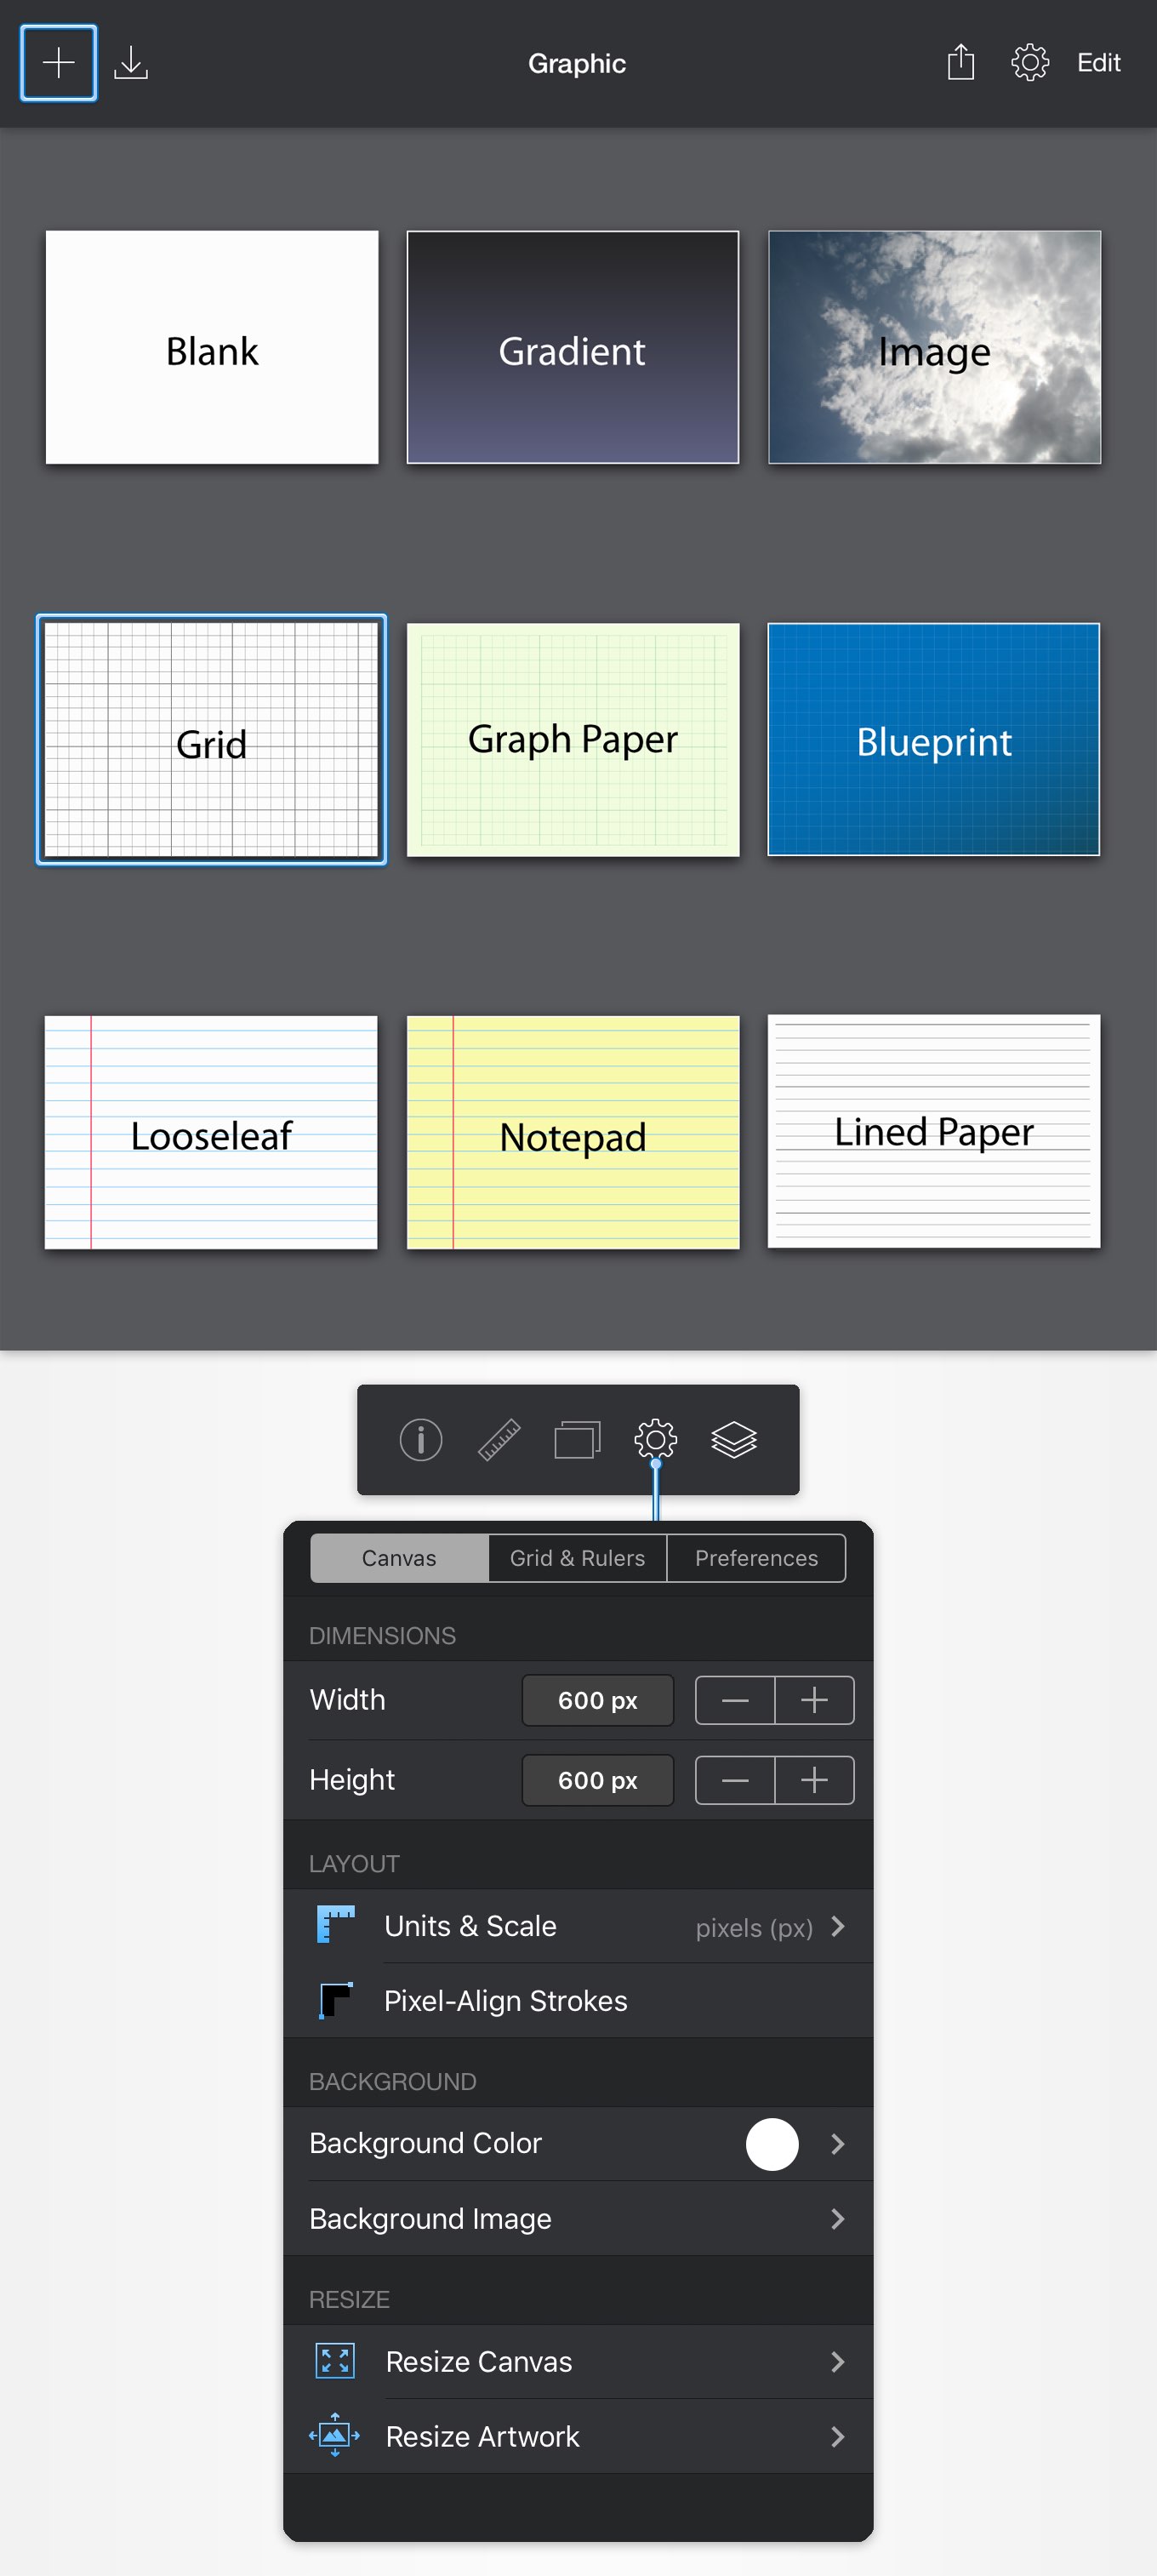 Graphic
Edit
Blank
Gradient
Image
Grid
Graph Paper
Blueprint
Looseleaf
Notepad
Lined Paper
Canvas
Grid & Rulers
Preferences
DIMENSIONS
Width
600 px
Height
600 px
LAYOUT
Units & Scale
pixels (px)
Pixel-Align Strokes
BACKGROUND
Background Color
Background Image
RESIZE
Resize Canvas
Resize Artwork